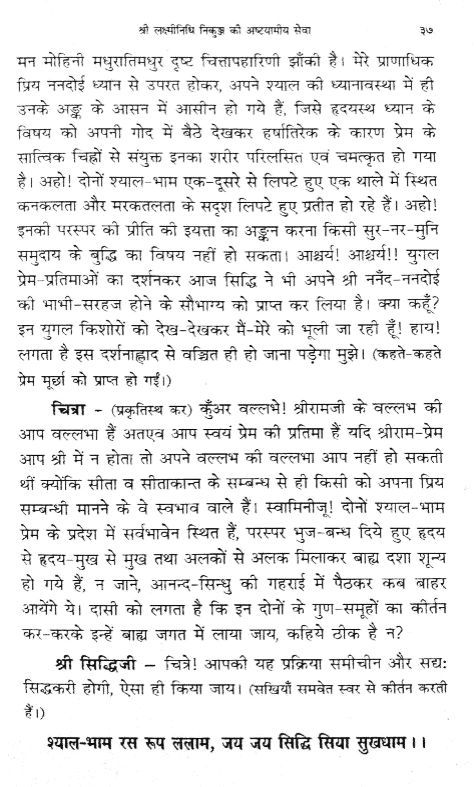 श्री लक्ष्मीनिधि निकुञ्ज की अष्टयामीय सेवा ३७
मन मोहिनी मधुरातिमधुर दृष्ट चित्तापहारिणी झाँकी है। मेरे प्राणाधिक
प्रिय ननदोई ध्यान से उपरत होकर, अपने श्याल की ध्यानावस्था में ही
उनके अङ्क के आसन में आसीन हो गये हैं, जिसे हृदयस्थ ध्यान के
विषय को अपनी गोद में बैठे देखकर हर्षातिरेक के कारण प्रेम के
सात्विक चिह्नों से संयुक्त इनका शरीर परिलसित एवं चमत्कृत हो गया
है। अहो! दोनों श्याल-भाम एक-दूसरे से लिपटे हुए एक थाले में स्थित
कनकलता और मरकतलता के सदृश लिपटे हुए प्रतीत हो रहे हैं। अहो!
इनकी परस्पर की प्रीति की इयत्ता का अङ्कन करना किसी सुर-नर-मुनि
समुदाय के बुद्धि का विषय नहीं हो सकता। आश्चर्य! आश्चर्य!! युगल
प्रेम-प्रतिमाओं का दर्शनकर आज सिद्धि ने भी अपने श्री ननँद-ननदोई
की भाभी-सरहज होने के सौभाग्य को प्राप्त कर लिया है। क्या कहूँ?
इन युगल किशोरों को देख-देखकर मैं-मेरे को भूली जा रही हूँ! हाय!
लगता है इस दर्शनाह्लाद से वञ्चित ही हो जाना पड़ेगा मुझे। (कहते-कहते
प्रेम मूर्छा को प्राप्त हो गईं।)
चित्रा - (प्रकृतिस्थ कर) कुँअर वल्लभे! श्रीरामजी के वल्लभ की
आप वल्लभा हैं अतएव आप स्वयं प्रेम की प्रतिमा हैं यदि श्रीराम-प्रेम
आप श्री में न होता तो अपने वल्लभ की वल्लभा आप नहीं हो सकती
थीं क्योंकि सीता व सीताकान्त के सम्बन्ध से ही किसी को अपना प्रिय
सम्बन्धी मानने के वे स्वभाव वाले हैं। स्वामिनीजू! दोनों श्याल-भाम
प्रेम के प्रदेश में सर्वभावेन स्थित हैं, परस्पर भुज-बन्ध दिये हुए हृदय
से हृदय-मुख से मुख तथा अलकों से अलक मिलाकर बाह्य दशा शून्य
हो गये हैं, न जाने, आनन्द-सिन्धु की गहराई में पैठकर कब बाहर
आयेंगे ये। दासी को लगता है कि इन दोनों के गुण-समूहों का कीर्तन
कर-करके इन्हें बाह्य जगत में लाया जाय, कहिये ठीक है न?
श्री सिद्धिजी – चित्रे! आपकी यह प्रक्रिया समीचीन और सद्य:
सिद्धकरी होगी, ऐसा ही किया जाय। (सखियाँ समवेत स्वर से कीर्तन करती
हैं।)
श्याल-भाम रस रूप ललाम, जय जय सिद्धि सिया सुखधाम।।